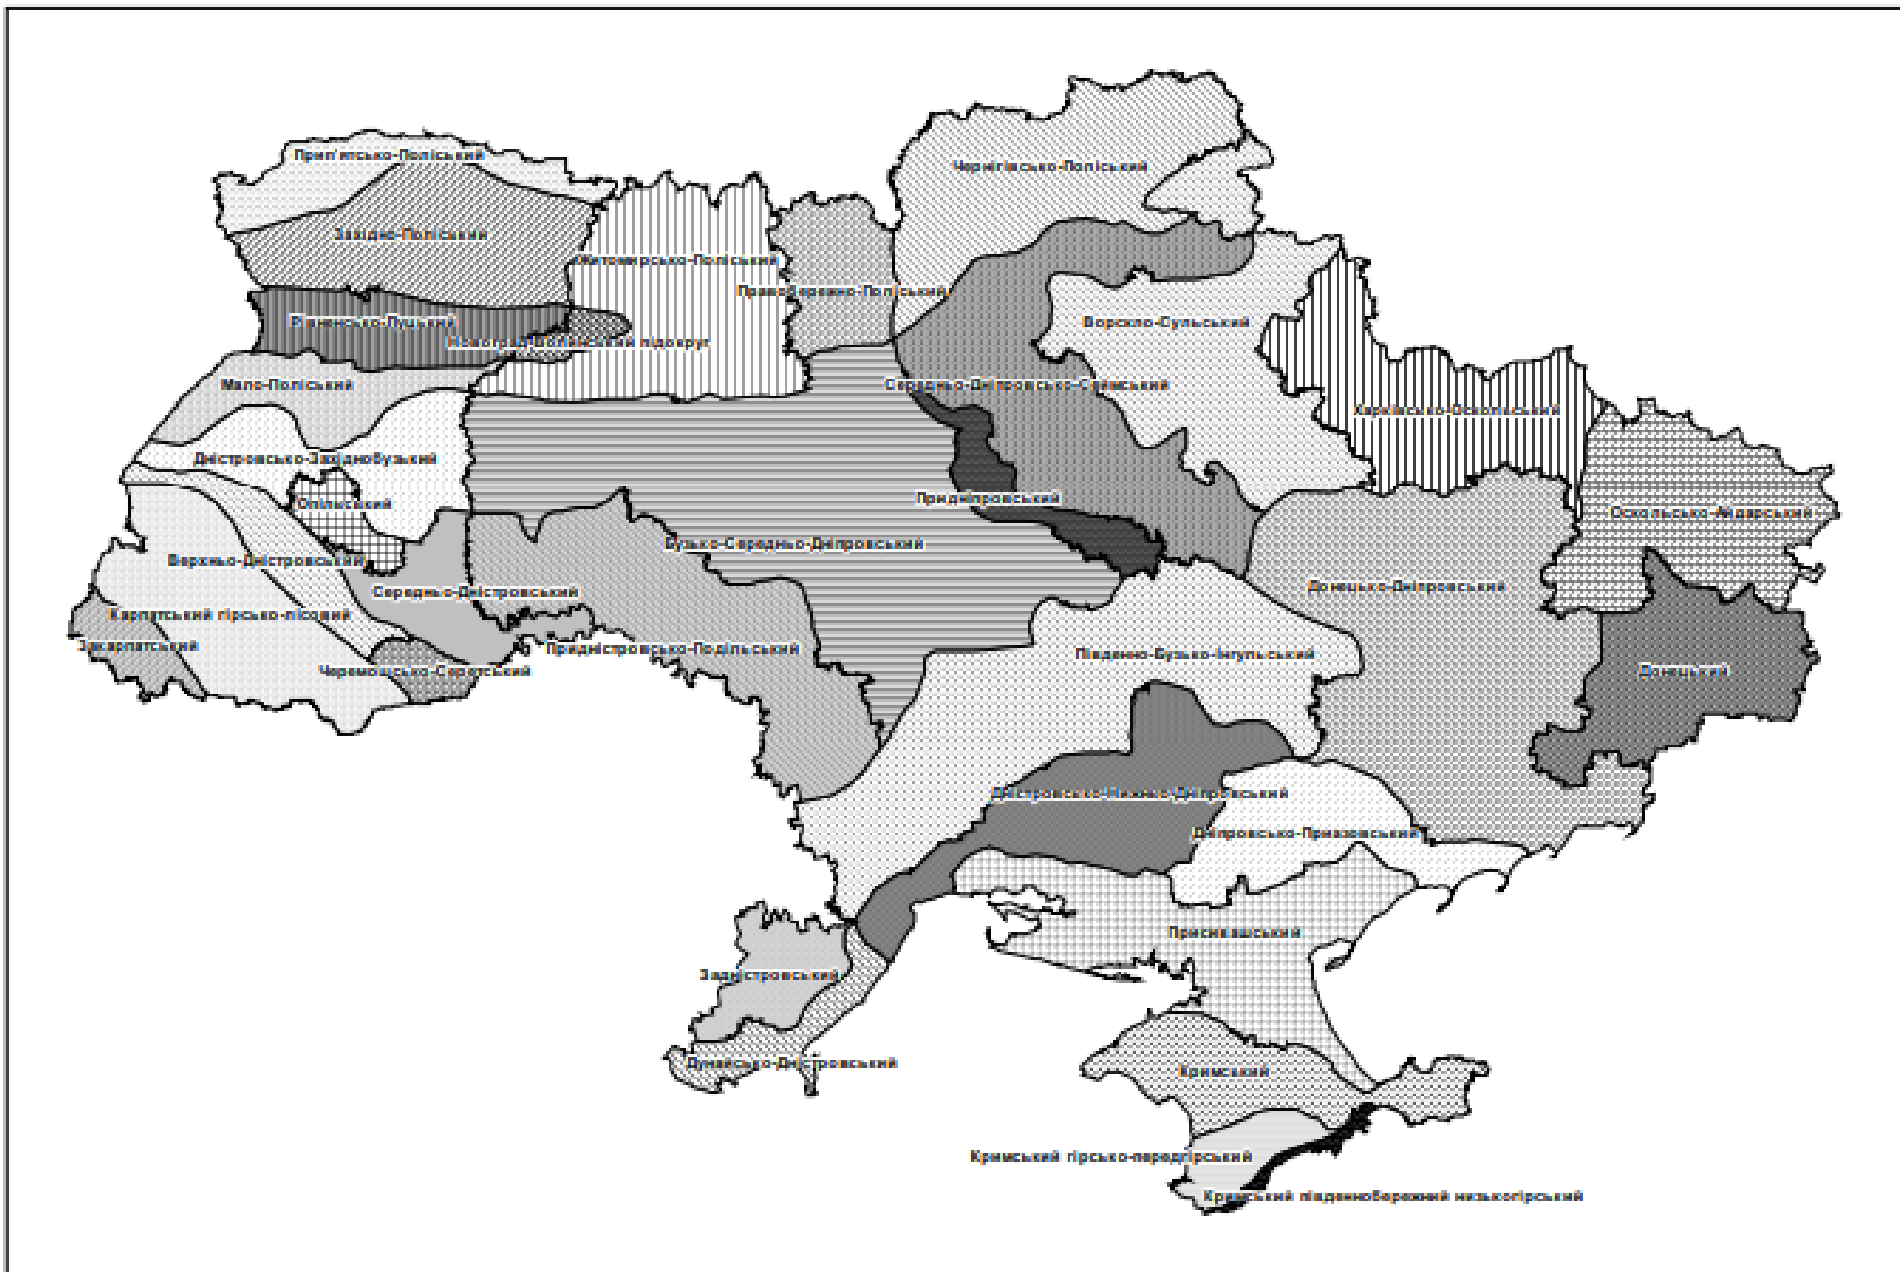 Прип'ятсько-Поліський
Чернігівсько-Поліський
Західно-Поліський
Житомирсько-Поліський
Правобережно-Поліський
Рівненсько-Луцький
Ворскло-Сульський
Новоград-Волинський підокруг
Мало-Поліський
Середньо-Дніпровсько-Сеймський
Харківсько-Оскольський
Дністровсько-Західнобузький
Придніпровський
Опільський
Оскольсько-Айдарський
Бузько-Середньо-Дніпровський
Верхньо-Дністровський
Донецько-Дніпровський
Середньо-Дністровський
Карпатський гірсько-лісовий
Закарпатський
Придністровсько-Подільський
Південно-Бузько-Інгульський
Черемошсько-Серетський
Донецький
Дністровсько-Нижньо-Дніпровський
Дніпровсько-Приазовський
Присивашський
Задністровський
Дунайсько-Дністровський
Кримський
Кримський гірсько-передгірський
Кримський південнобережний низькогірський